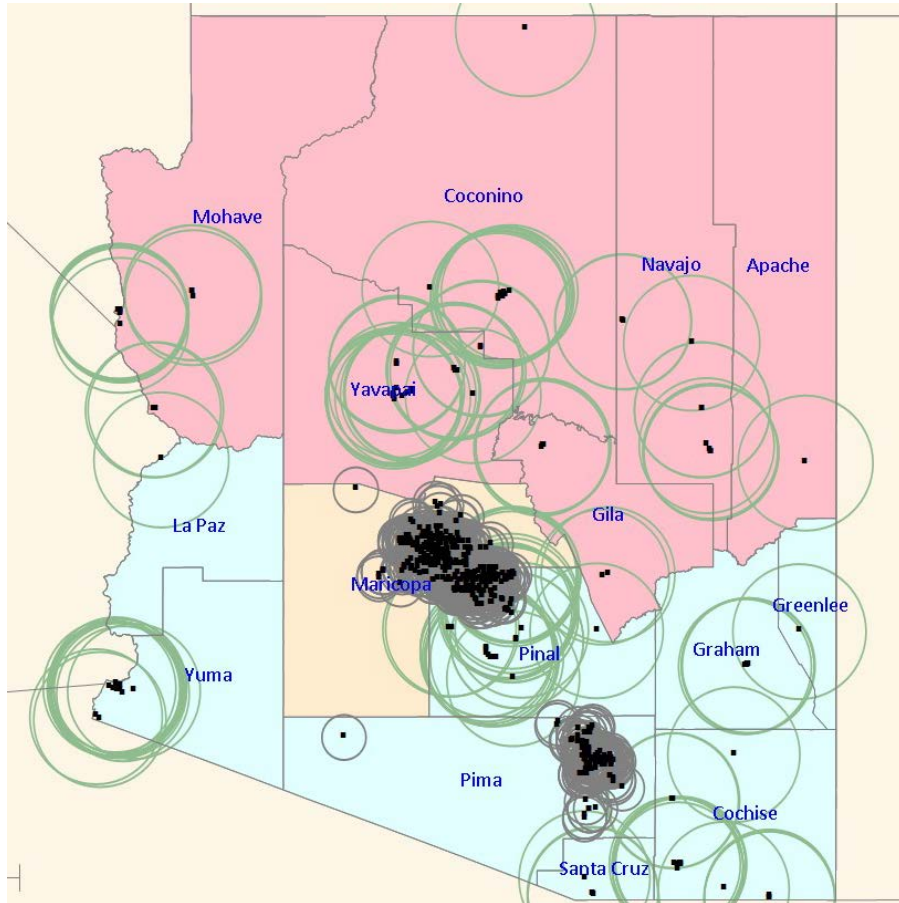 Coconino
Mohave
Navajo
Apache
Yavapai
La Paz
Gila
Maricopa
Greenlee
Graham
Pinal
Yuma
Pima
Cochise
Santa Cruz